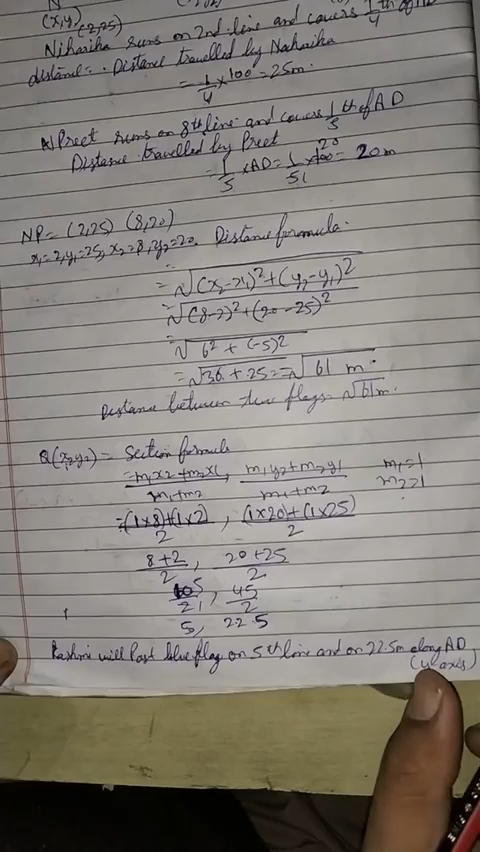 N
(x,y) (2,25)
Niharika runs on 2nd line and covers 1/4 th of AD
distance = . Distance travelled by Naharika
= 1/4 × 100 = 25m.
Preet runs on 8th line and covers 1/5 th of AD
Distance travelled by Preet
= 1/5 × AD = 1/51 × 100 20 = 20m
NP = (2,25) (8,20)
x1=2, y1=25, x2=8, y2=20. Distance formula.
= √(x2-x1)²+(y2-y1)²
= √(8-2)²+(20-25)²
= √6²+(-5)²
= √36+25 = √61 m.
Distance between two flags = √61m.
Q(x2y2) = Section formula
= m1x2+m2x1/m1+m2, m1y2+m2y1/m1+m2 m1=1 m2=1
= (1×8)+(1×2)/2, (1×20)+(1×25)/2
8+2/2, 20+25/2
10 5/21, 45/2
5, 22.5
Rashmi will post blue flag on 5th line and on 22.5m along AD
(y axis)